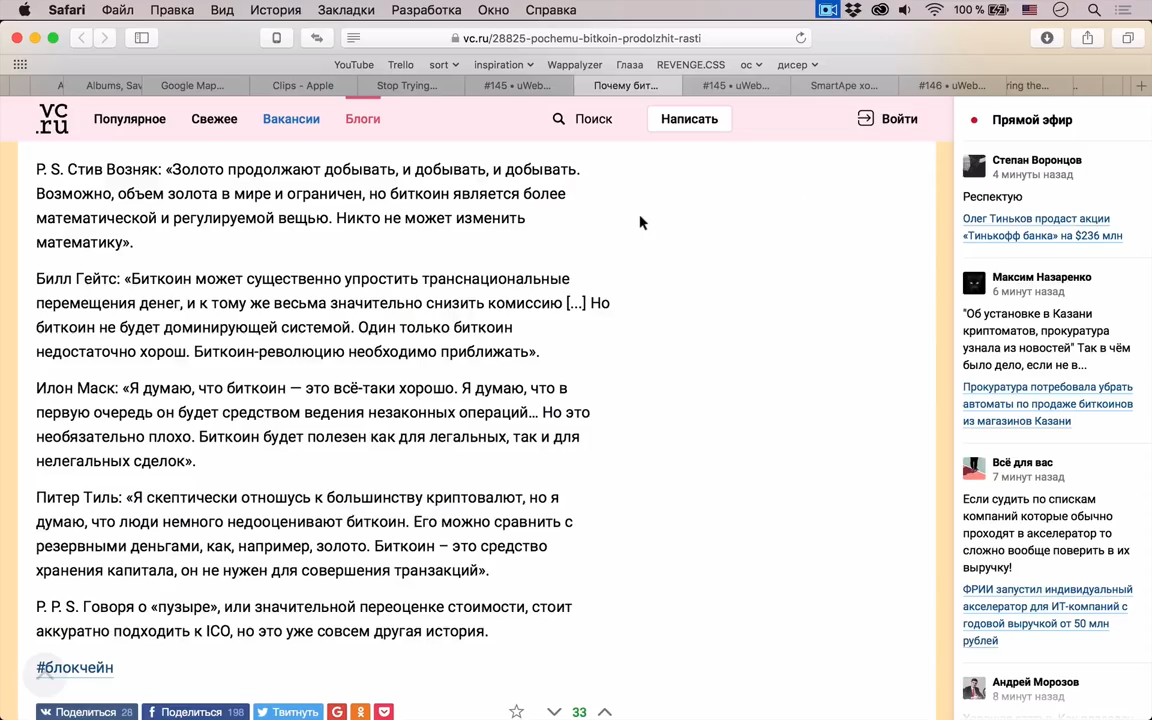 Safari Файл Правка Вид История Закладки Разработка Окно Справка 100 %
vc.ru/28825-pochemu-bitkoin-prodolzhit-rasti
YouTube Trello sort inspiration Wappalyzer Глаза REVENGE.CSS ос дисер
Albums, Sav Google Map... Clips - Apple Stop Trying... #145 • uWeb... Почему бит... #145 • uWeb... SmartApe хо... #146 • uWeb... ring the...
vc.ru Популярное Свежее Вакансии Блоги Поиск Написать Войти
P. S. Стив Возняк: «Золото продолжают добывать, и добывать, и добывать.
Возможно, объем золота в мире и ограничен, но биткоин является более
математической и регулируемой вещью. Никто не может изменить
математику».
Билл Гейтс: «Биткоин может существенно упростить транснациональные
перемещения денег, и к тому же весьма значительно снизить комиссию [...] Но
биткоин не будет доминирующей системой. Один только биткоин
недостаточно хорош. Биткоин-революцию необходимо приближать».
Илон Маск: «Я думаю, что биткоин — это всё-таки хорошо. Я думаю, что в
первую очередь он будет средством ведения незаконных операций… Но это
необязательно плохо. Биткоин будет полезен как для легальных, так и для
нелегальных сделок».
Питер Тиль: «Я скептически отношусь к большинству криптовалют, но я
думаю, что люди немного недооценивают биткоин. Его можно сравнить с
резервными деньгами, как, например, золото. Биткоин – это средство
хранения капитала, он не нужен для совершения транзакций».
P. P. S. Говоря о «пузыре», или значительной переоценке стоимости, стоит
аккуратно подходить к ICO, но это уже совсем другая история.
#блокчейн
Поделиться 28 Поделиться 198 Твитнуть 33
Прямой эфир
Степан Воронцов
4 минуты назад
Респектую
Олег Тиньков продаст акции
«Тинькофф банка» на $236 млн
Максим Назаренко
6 минут назад
"Об установке в Казани
криптоматов, прокуратура
узнала из новостей" Так в чём
было дело, если не в...
Прокуратура потребовала убрать
автоматы по продаже биткоинов
из магазинов Казани
Всё для вас
7 минут назад
Если судить по спискам
компаний которые обычно
проходят в акселератор то
сложно вообще поверить в их
выручку!
ФРИИ запустил индивидуальный
акселератор для ИТ-компаний с
годовой выручкой от 50 млн
рублей
Андрей Морозов
8 минут назад